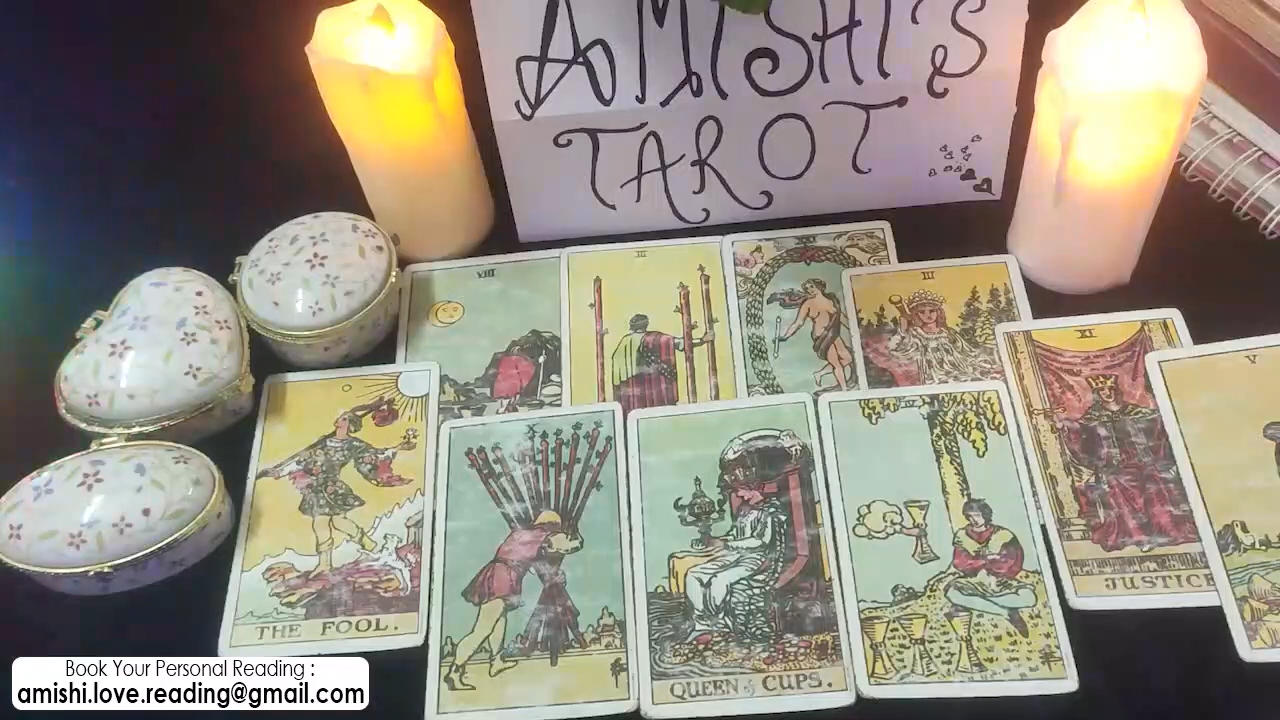 AMISHI'S
TAROT
VIII
III
III
XI
V
THE FOOL.
X
QUEEN of CUPS.
JUSTICE
Book Your Personal Reading :
amishi.love.reading@gmail.com